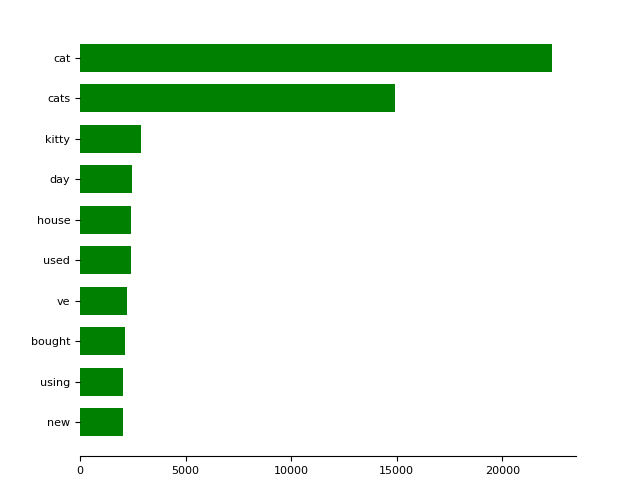 cat
cats
kitty
day
house
used
ve
bought
using
new
0 5000 10000 15000 20000